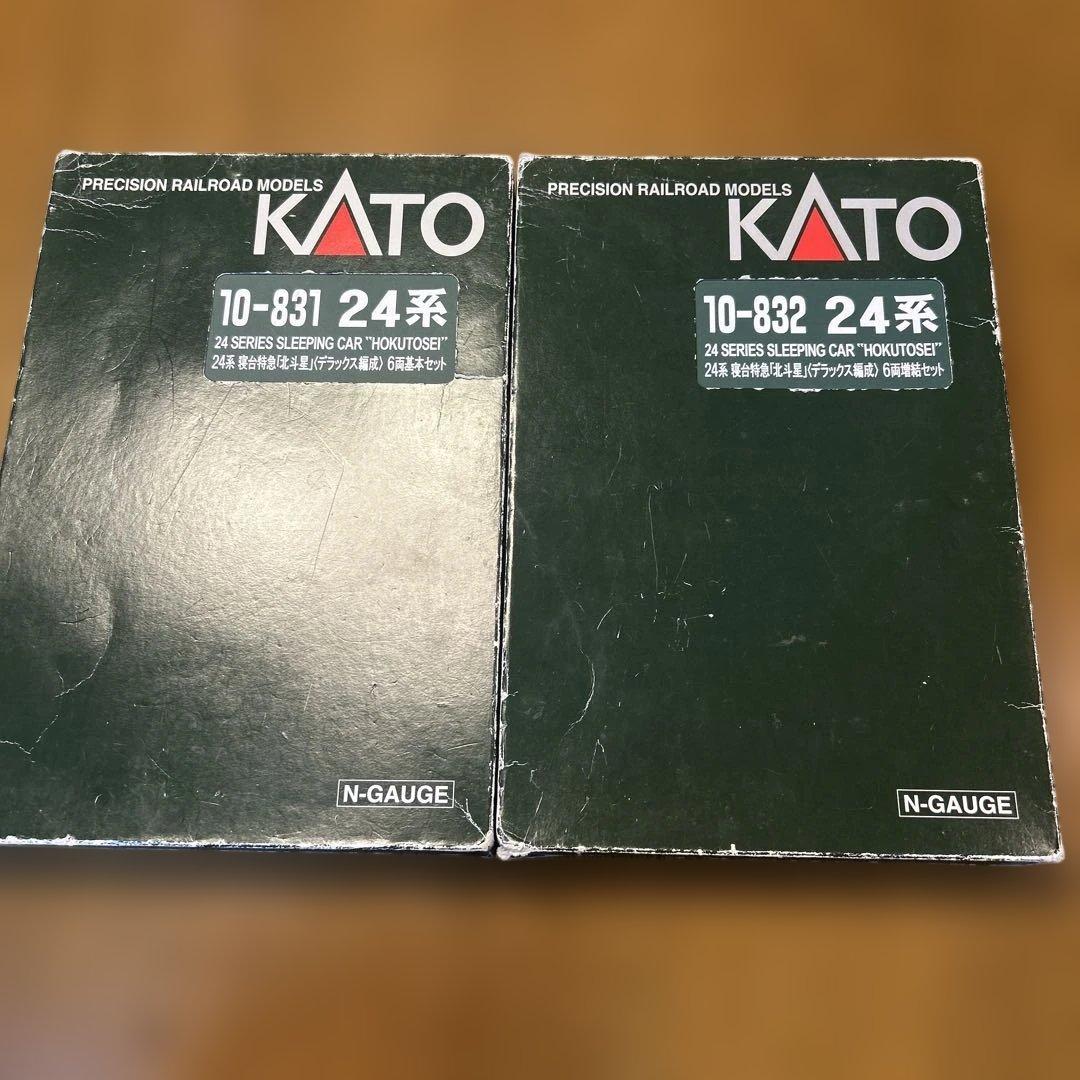 PRECISION RAILROAD MODELS
KATO
10-831 24系
24 SERIES SLEEPING CAR "HOKUTOSEI"
24系 寝台特急「北斗星」〈デラックス編成〉 6両基本セット
N-GAUGE
PRECISION RAILROAD MODELS
KATO
10-832 24系
24 SERIES SLEEPING CAR "HOKUTOSEI"
24系 寝台特急「北斗星」〈デラックス編成〉 6両増結セット
N-GAUGE